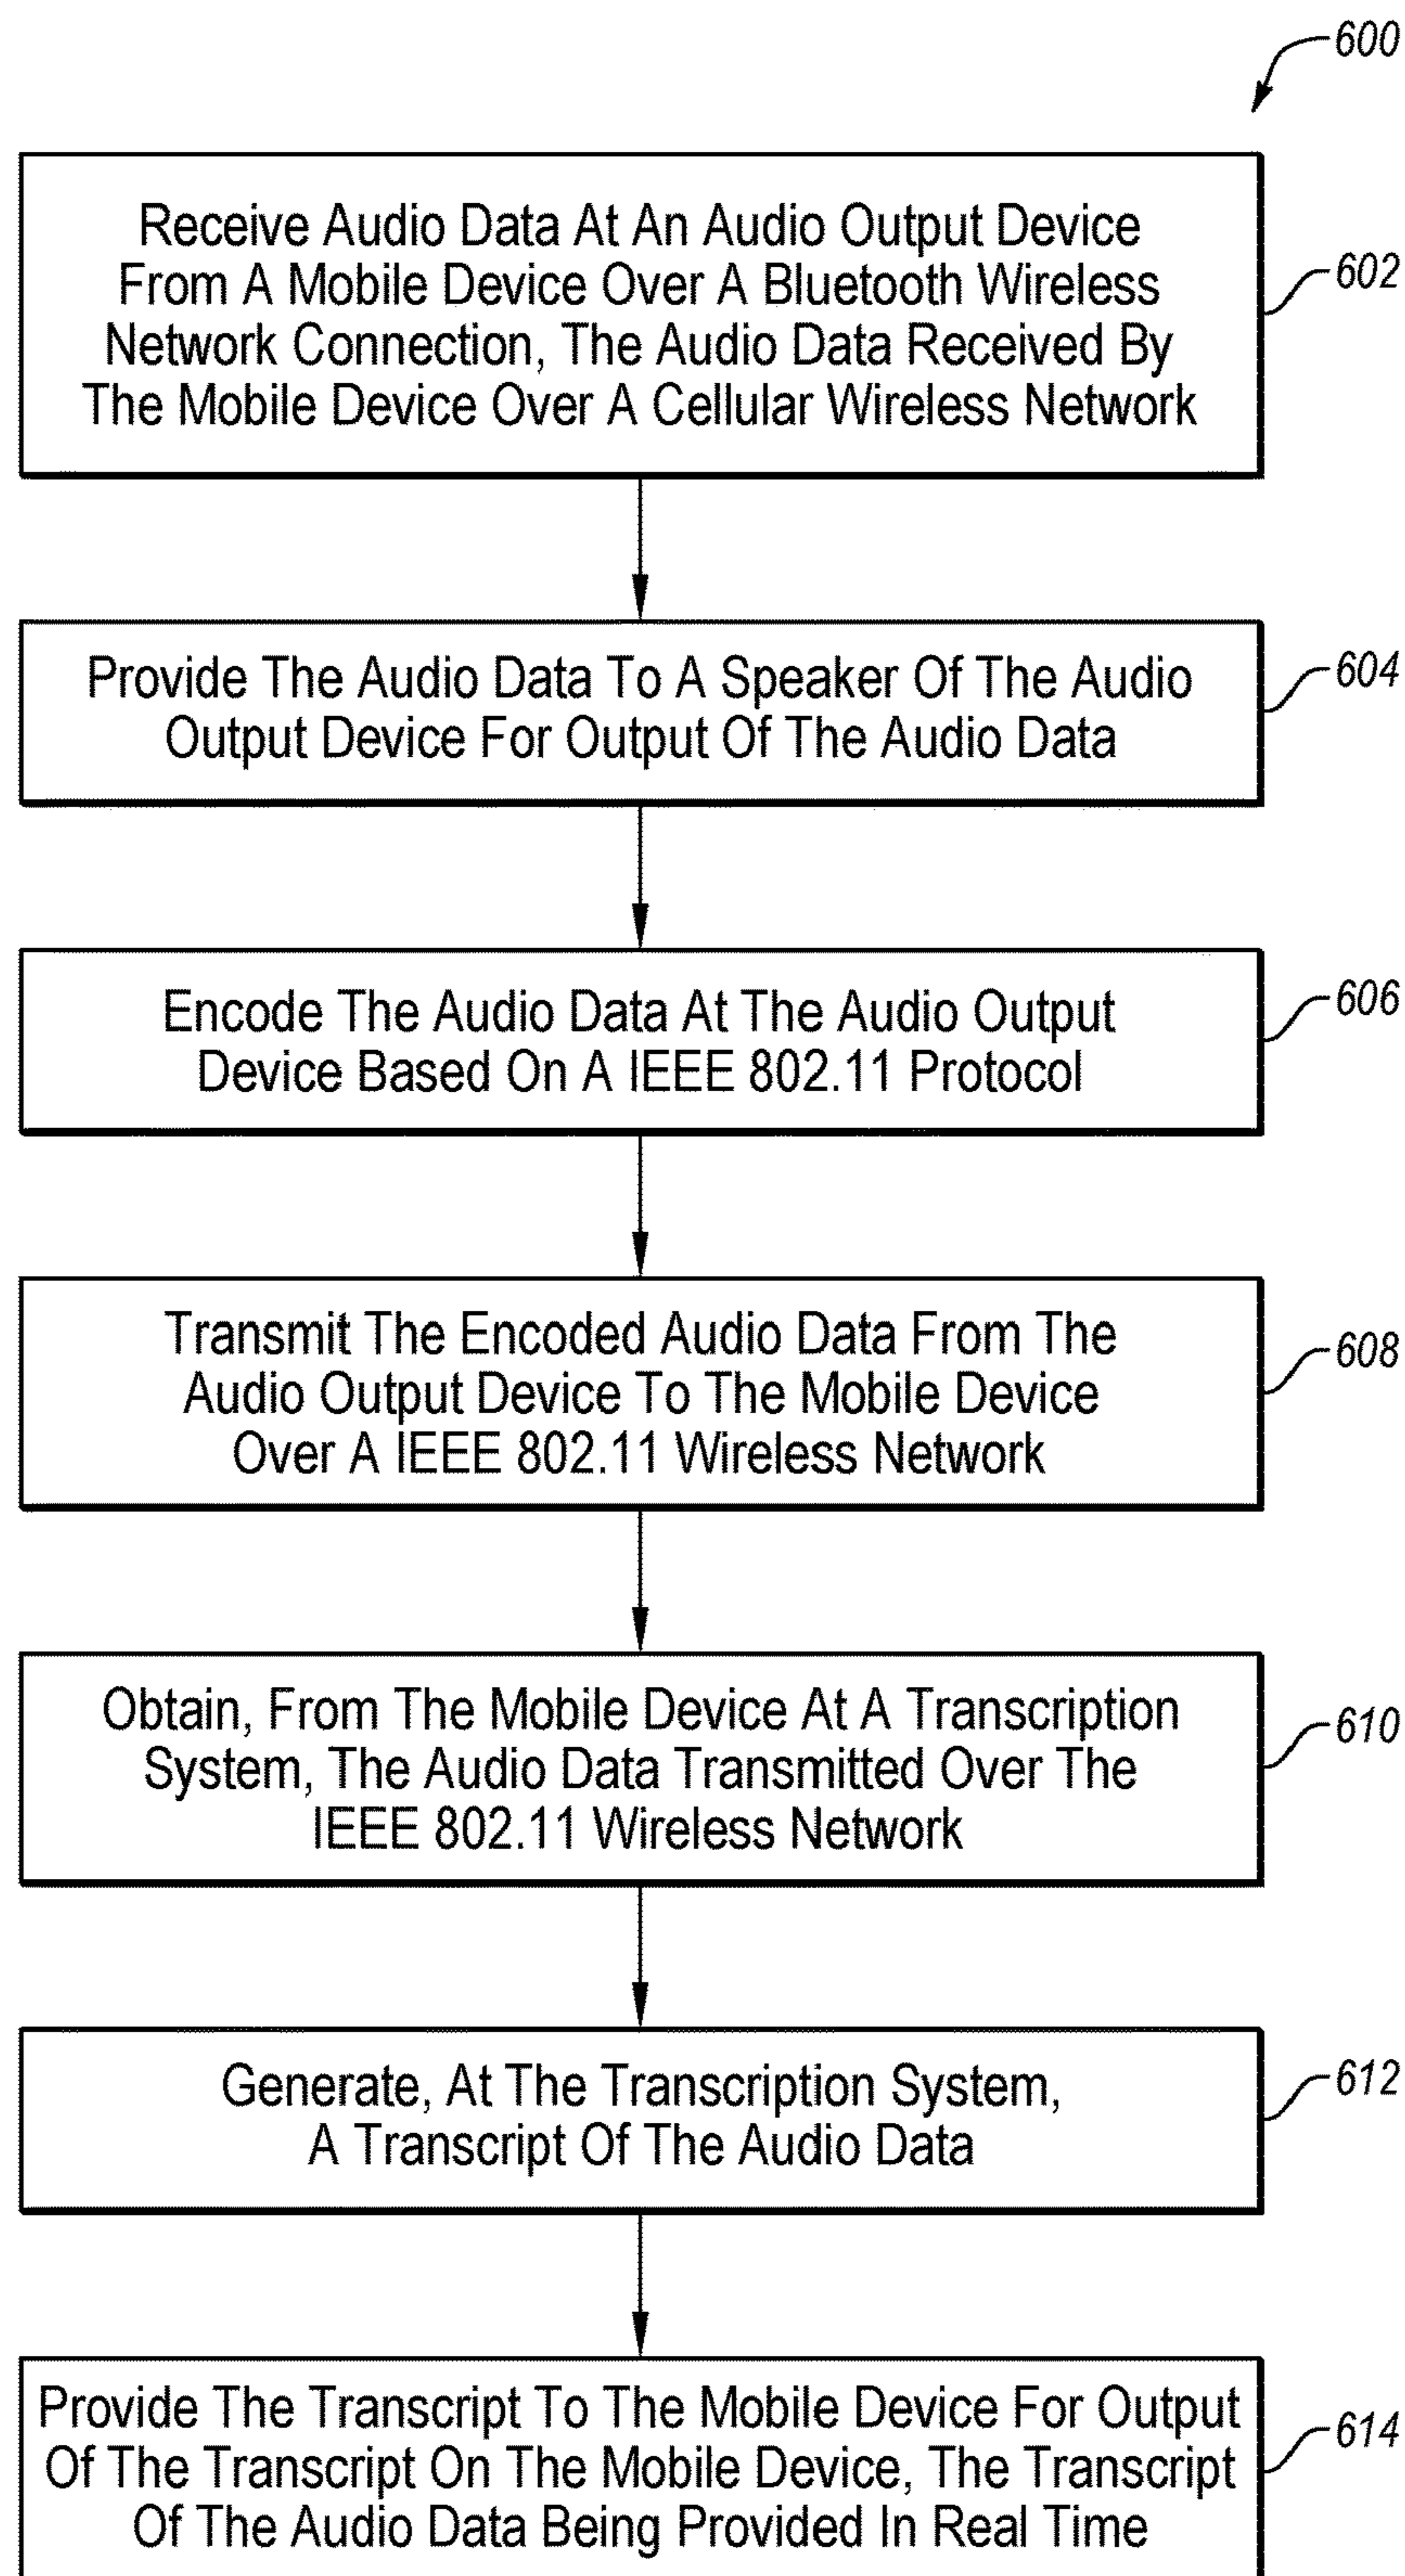 600
Receive Audio Data At An Audio Output Device
From A Mobile Device Over A Bluetooth Wireless
Network Connection, The Audio Data Received By
The Mobile Device Over A Cellular Wireless Network
602
Provide The Audio Data To A Speaker Of The Audio
Output Device For Output Of The Audio Data
604
Encode The Audio Data At The Audio Output
Device Based On A IEEE 802.11 Protocol
606
Transmit The Encoded Audio Data From The
Audio Output Device To The Mobile Device
Over A IEEE 802.11 Wireless Network
608
Obtain, From The Mobile Device At A Transcription
System, The Audio Data Transmitted Over The
IEEE 802.11 Wireless Network
610
Generate, At The Transcription System,
A Transcript Of The Audio Data
612
Provide The Transcript To The Mobile Device For Output
Of The Transcript On The Mobile Device, The Transcript
Of The Audio Data Being Provided In Real Time
614